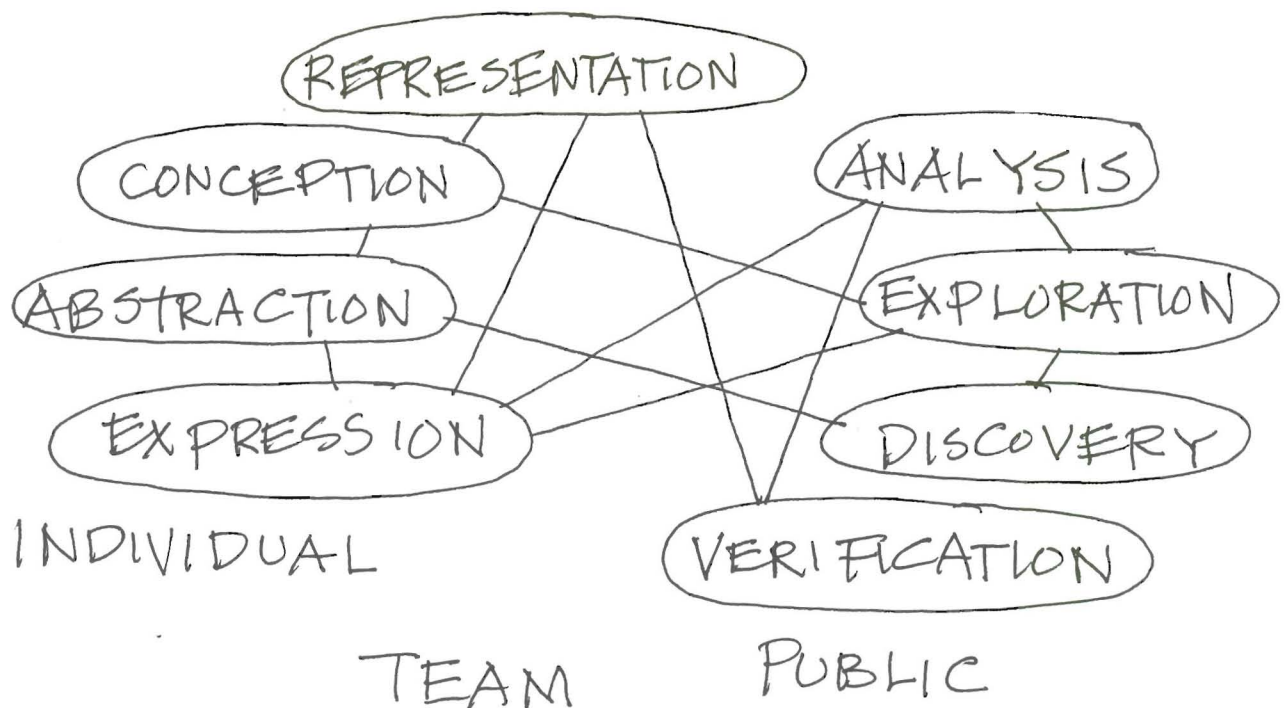 REPRESENTATION
CONCEPTION
ANALYSIS
ABSTRACTION
EXPLORATION
EXPRESSION
DISCOVERY
INDIVIDUAL
VERIFICATION
TEAM
PUBLIC